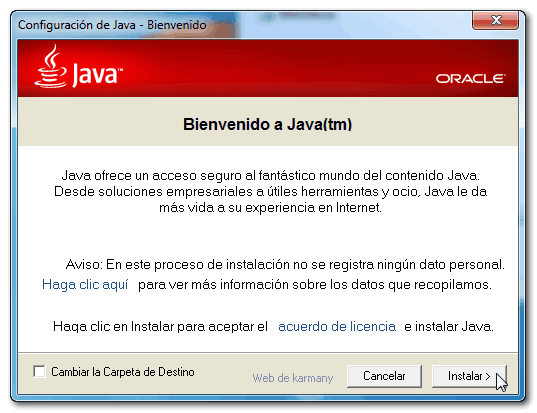 Configuración de Java - Bienvenido
Java™
ORACLE
Bienvenido a Java(tm)
Java ofrece un acceso seguro al fantástico mundo del contenido Java.
Desde soluciones empresariales a útiles herramientas y ocio, Java le da
más vida a su experiencia en Internet.
Aviso: En este proceso de instalación no se registra ningún dato personal.
Haga clic aquí para ver más información sobre los datos que recopilamos.
Haga clic en Instalar para aceptar el acuerdo de licencia e instalar Java.
Cambiar la Carpeta de Destino
Web de karmany
Cancelar
Instalar >